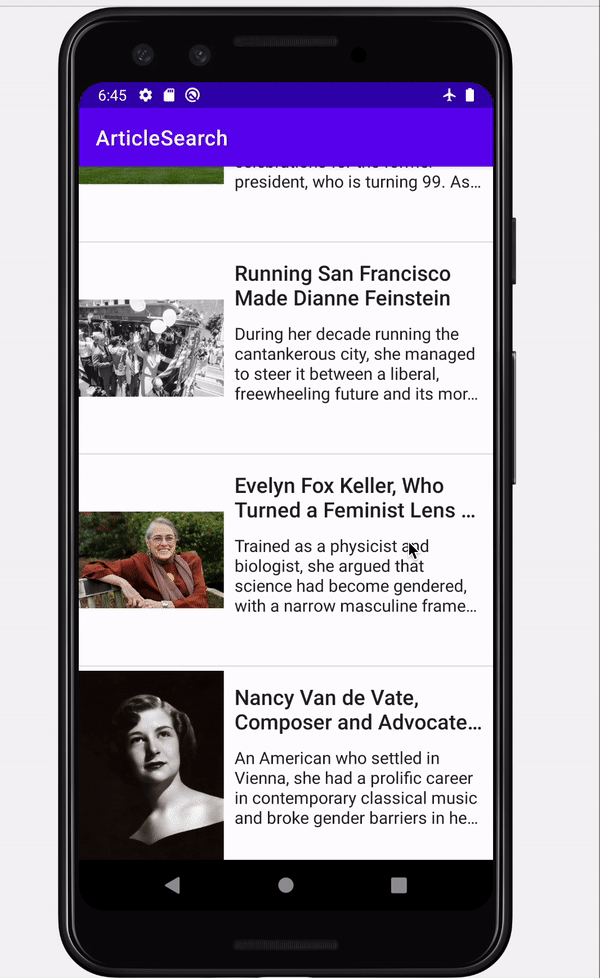 6:45
ArticleSearch
celebrations for the former
president, who is turning 99. As…
Running San Francisco
Made Dianne Feinstein
During her decade running the
cantankerous city, she managed
to steer it between a liberal,
freewheeling future and its mor…
Evelyn Fox Keller, Who
Turned a Feminist Lens …
Trained as a physicist and
biologist, she argued that
science had become gendered,
with a narrow masculine frame…
Nancy Van de Vate,
Composer and Advocate…
An American who settled in
Vienna, she had a prolific career
in contemporary classical music
and broke gender barriers in he…